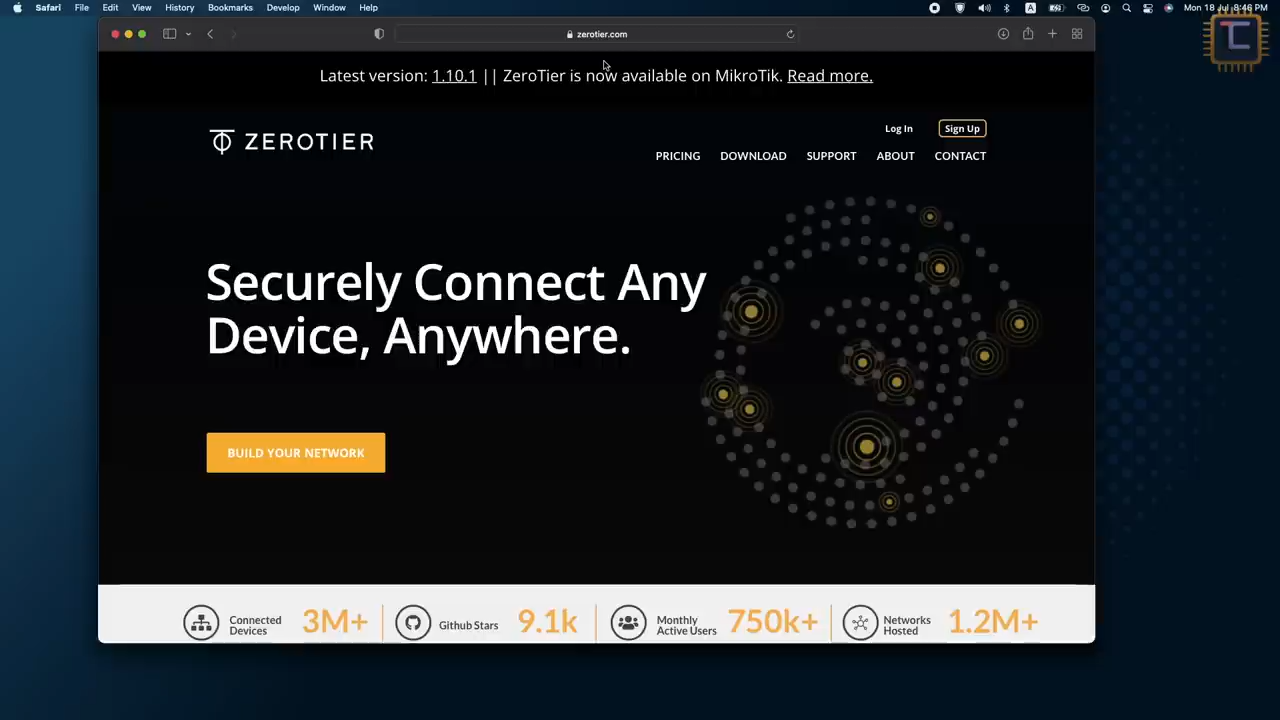 Safari File Edit View History Bookmarks Develop Window Help
A
Mon 18 Jul 8:46 PM
zerotier.com
Latest version: 1.10.1 || ZeroTier is now available on MikroTik. Read more.
ZEROTIER
Log In
Sign Up
PRICING DOWNLOAD SUPPORT ABOUT CONTACT
Securely Connect Any
Device, Anywhere.
BUILD YOUR NETWORK
Connected
Devices
3M+
Github Stars
9.1k
Monthly
Active Users
750k+
Networks
Hosted
1.2M+